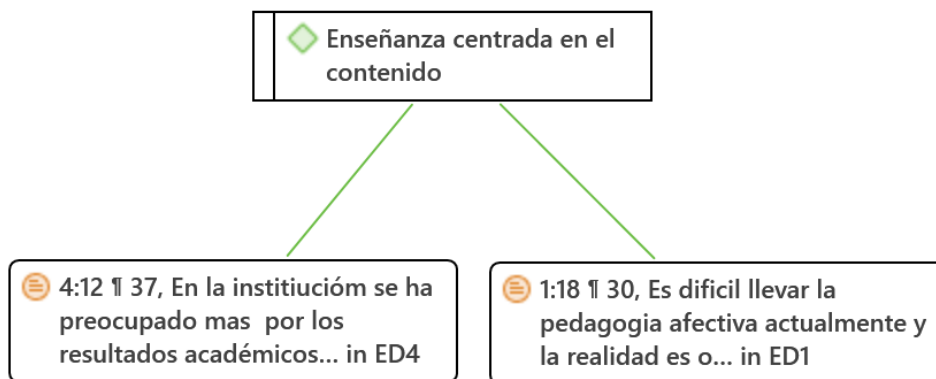 Enseñanza centrada en el
contenido
4:12 ¶ 37, En la institiucióm se ha
preocupado mas  por los
resultados académicos... in ED4
1:18 ¶ 30, Es dificil llevar la
pedagogia afectiva actualmente y
la realidad es o... in ED1